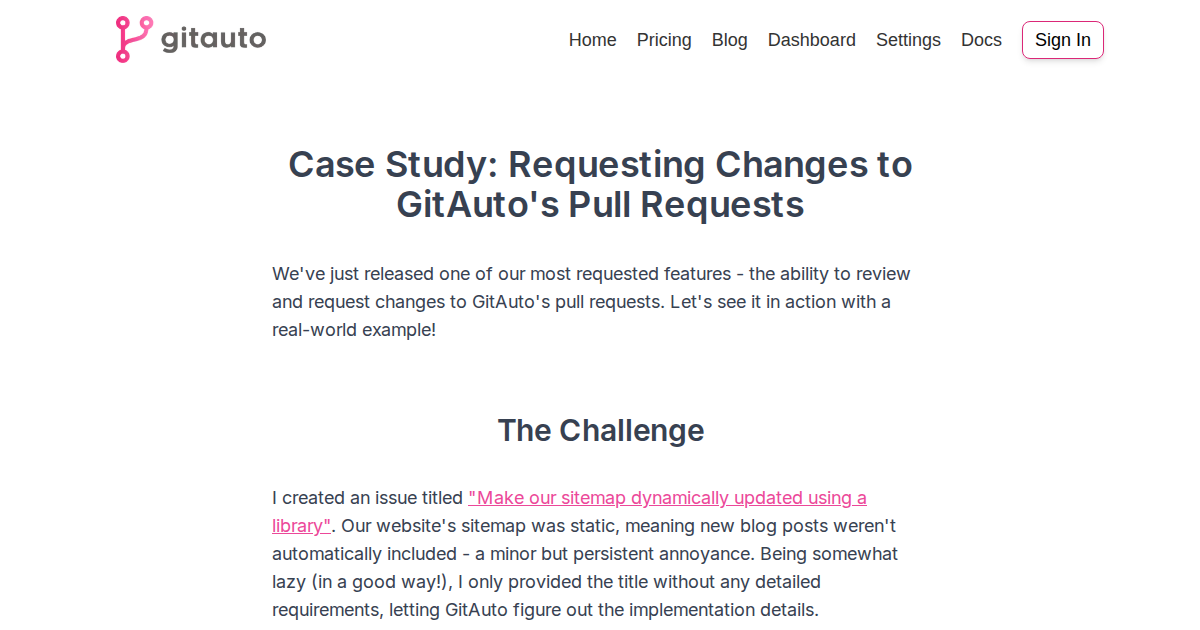 gitauto
Home Pricing Blog Dashboard Settings Docs Sign In
Case Study: Requesting Changes to
GitAuto's Pull Requests
We've just released one of our most requested features - the ability to review
and request changes to GitAuto's pull requests. Let's see it in action with a
real-world example!
The Challenge
I created an issue titled "Make our sitemap dynamically updated using a
library". Our website's sitemap was static, meaning new blog posts weren't
automatically included - a minor but persistent annoyance. Being somewhat
lazy (in a good way!), I only provided the title without any detailed
requirements, letting GitAuto figure out the implementation details.